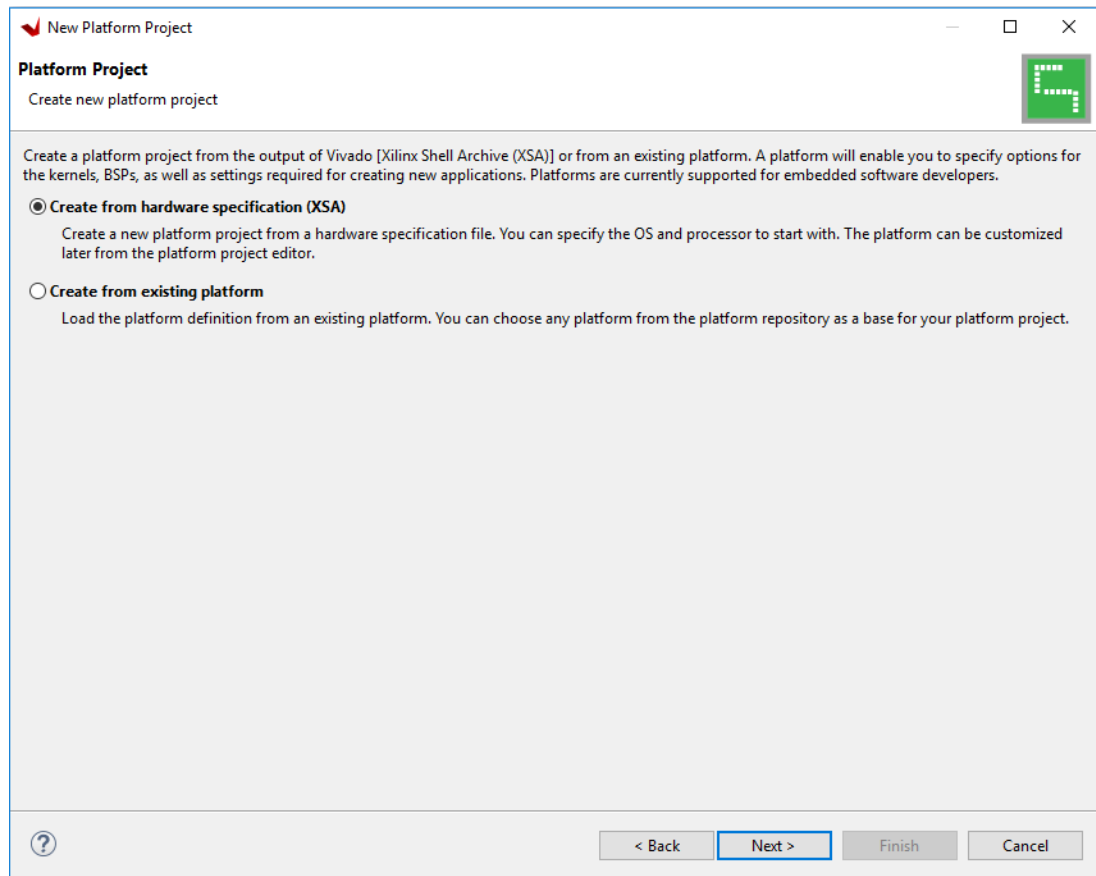 New Platform Project
Platform Project
Create new platform project
Create a platform project from the output of Vivado [Xilinx Shell Archive (XSA)] or from an existing platform. A platform will enable you to specify options for
the kernels, BSPs, as well as settings required for creating new applications. Platforms are currently supported for embedded software developers.
Create from hardware specification (XSA)
Create a new platform project from a hardware specification file. You can specify the OS and processor to start with. The platform can be customized
later from the platform project editor.
Create from existing platform
Load the platform definition from an existing platform. You can choose any platform from the platform repository as a base for your platform project.
? < Back Next > Finish Cancel